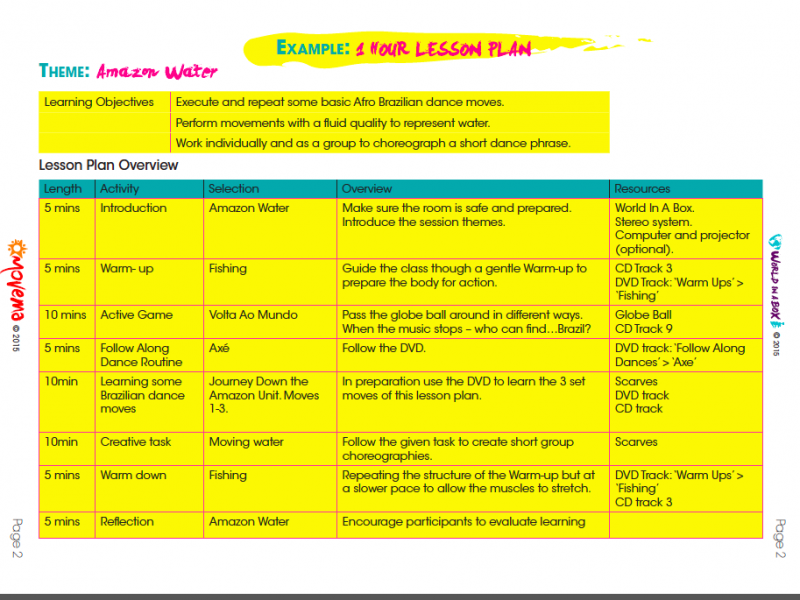 EXAMPLE: 1 HOUR LESSON PLAN
THEME: Amazon Water
Learning Objectives Execute and repeat some basic Afro Brazilian dance moves.
Perform movements with a fluid quality to represent water.
Work individually and as a group to choreograph a short dance phrase.
Lesson Plan Overview
Length Activity Selection Overview Resources
5 mins Introduction Amazon Water Make sure the room is safe and prepared. World In A Box.
Introduce the session themes. Stereo system.
Computer and projector
(optional).
5 mins Warm- up Fishing Guide the class though a gentle Warm-up to CD Track 3
prepare the body for action. DVD Track: ‘Warm Ups’ >
‘Fishing’
10 mins Active Game Volta Ao Mundo Pass the globe ball around in different ways. Globe Ball
When the music stops – who can find…Brazil? CD Track 9
5 mins Follow Along Axé Follow the DVD. DVD track: ‘Follow Along
Dance Routine Dances’ > ‘Axe’
10min Learning some Journey Down the In preparation use the DVD to learn the 3 set Scarves
Brazilian dance Amazon Unit. Moves moves of this lesson plan. DVD track
moves 1-3. CD track
10min Creative task Moving water Follow the given task to create short group Scarves
choreographies.
5 mins Warm down Fishing Repeating the structure of the Warm-up but at DVD Track: ‘Warm Ups’ >
a slower pace to allow the muscles to stretch. ‘Fishing’
CD track 3
5 mins Reflection Amazon Water Encourage participants to evaluate learning
movema © 2015
Page 2
WORLD IN A BOX © 2015
Page 2